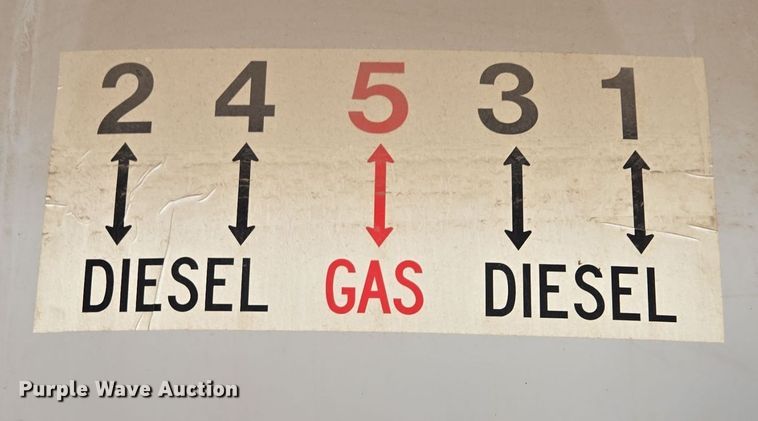 2 4 5 3 1
DIESEL GAS DIESEL
Purple Wave Auction